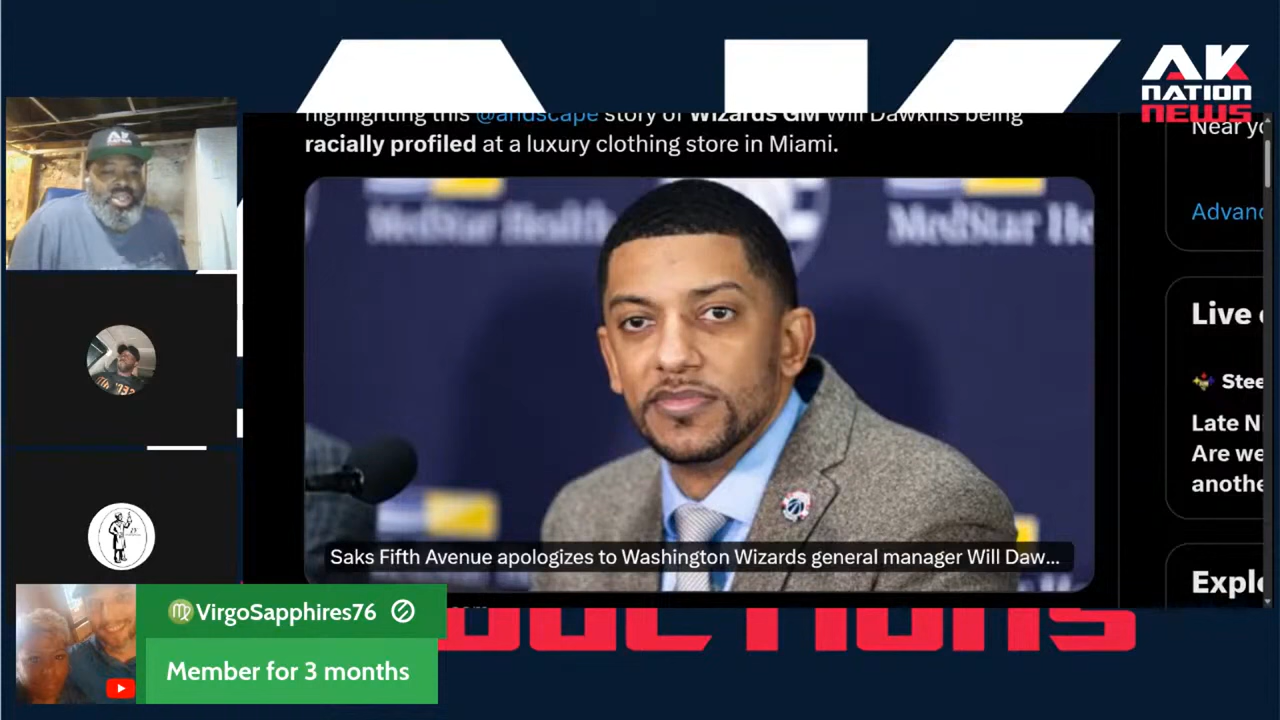 AK
NATION
NEWS
highlighting this @andscape story of Wizards GM Will Dawkins being
racially profiled at a luxury clothing store in Miami.
MedStar Health
MedStar He
Saks Fifth Avenue apologizes to Washington Wizards general manager Will Daw...
Near yo
Advanc
Live
Stee
Late Ni
Are we
anothe
Explo
VirgoSapphires76
Member for 3 months